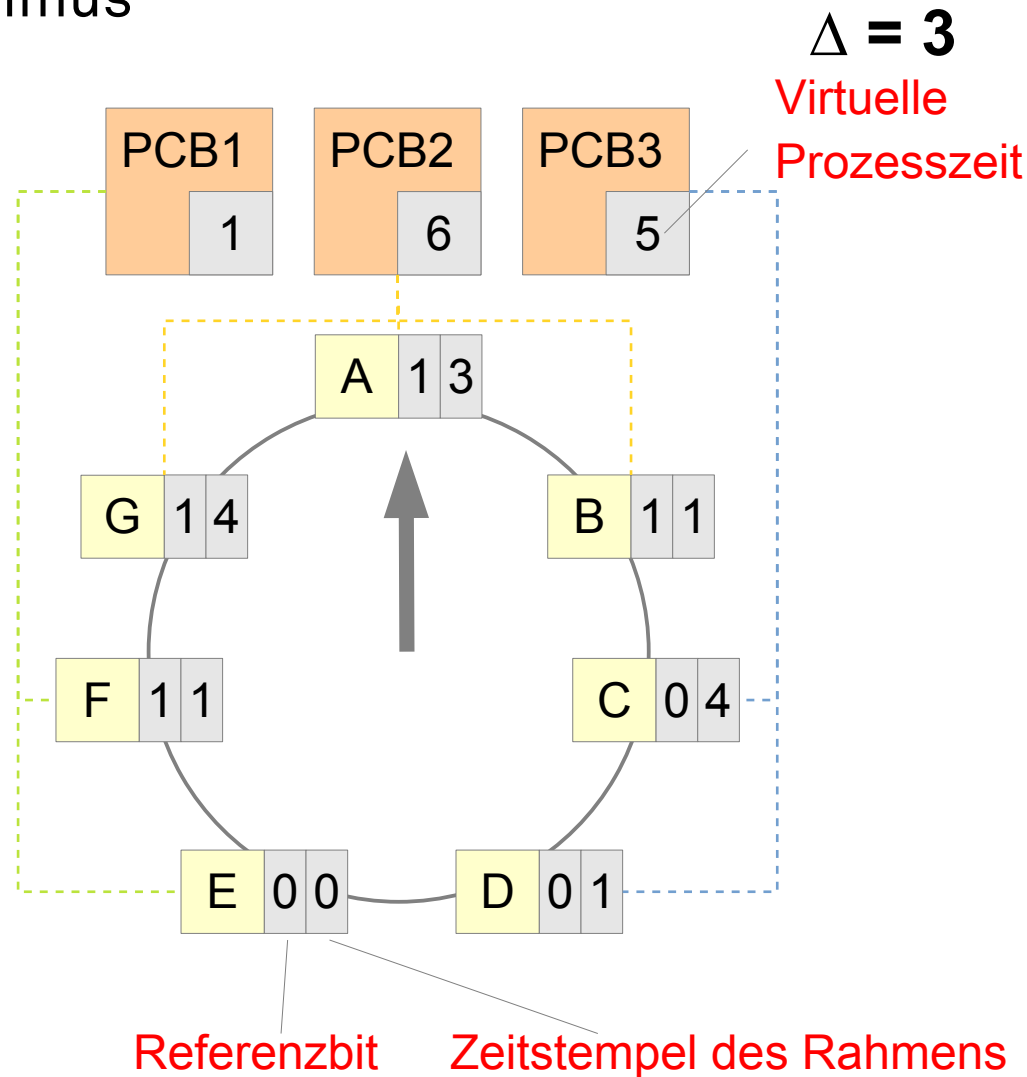 Δ = 3
Virtuelle
Prozesszeit
PCB1 PCB2 PCB3
1 6 5
A 1 3
G 1 4
B 1 1
F 1 1
C 0 4
E 0 0
D 0 1
Referenzbit
Zeitstempel des Rahmens